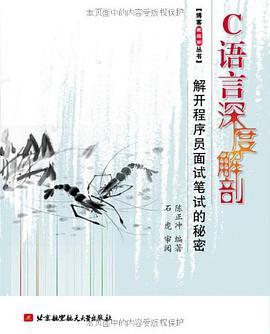 本页面中的内容受版权保护
【博客藏经阁丛书】
C语言深度解剖
解开程序员面试笔试的秘密
陈正冲 编著
石虎 审阅
北京航空航天大学出版社
本页面中的内容受版权保护